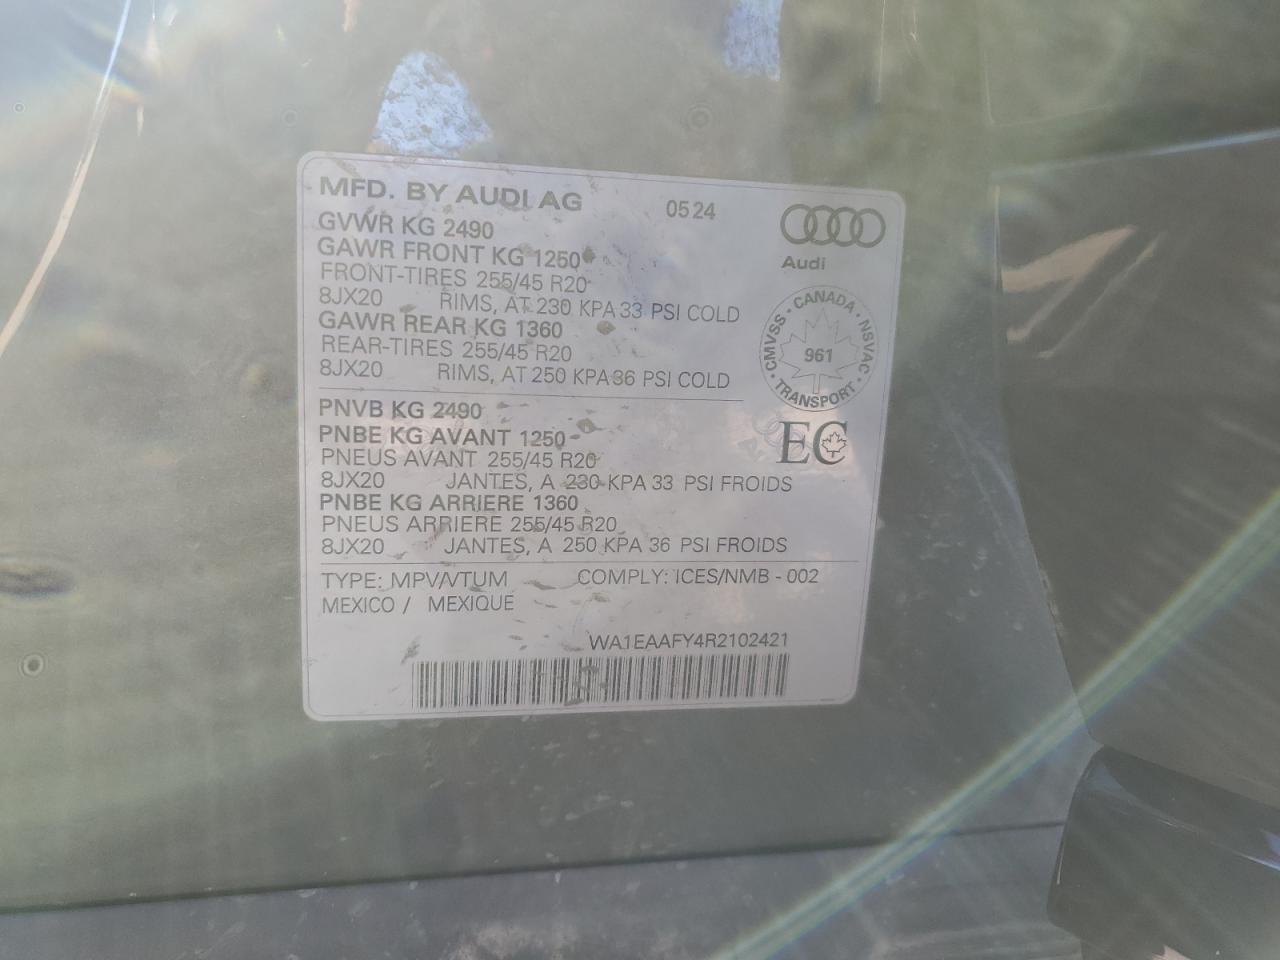 MFD. BY AUDI AG 0524
Audi
GVWR KG 2490
GAWR FRONT KG 1250
FRONT-TIRES 255/45 R20
8JX20 RIMS, AT 230 KPA 33 PSI COLD
GAWR REAR KG 1360
REAR-TIRES 255/45 R20
8JX20 RIMS, AT 250 KPA 36 PSI COLD
CMVSS · CANADA · NSVAC · TRANSPORT
961
PNVB KG 2490
PNBE KG AVANT 1250
PNEUS AVANT 255/45 R20
8JX20 JANTES, A 230 KPA 33 PSI FROIDS
PNBE KG ARRIERE 1360
PNEUS ARRIERE 255/45 R20
8JX20 JANTES, A 250 KPA 36 PSI FROIDS
EC
TYPE: MPV/VTUM COMPLY: ICES/NMB - 002
MEXICO / MEXIQUE
WA1EAAFY4R2102421